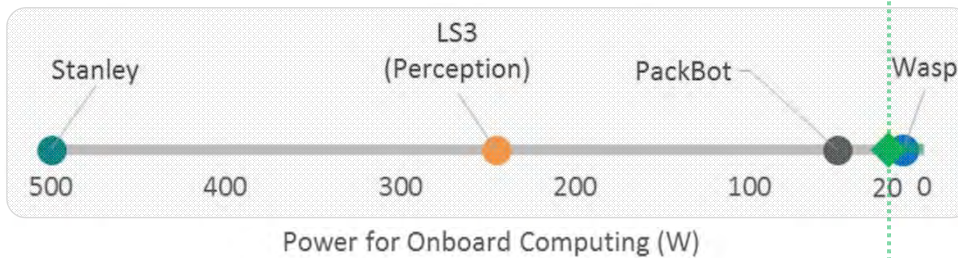 LS3
Stanley
(Perception)
PackBot
Wasp
500 400 300 200 100 20 0
Power for Onboard Computing (W)